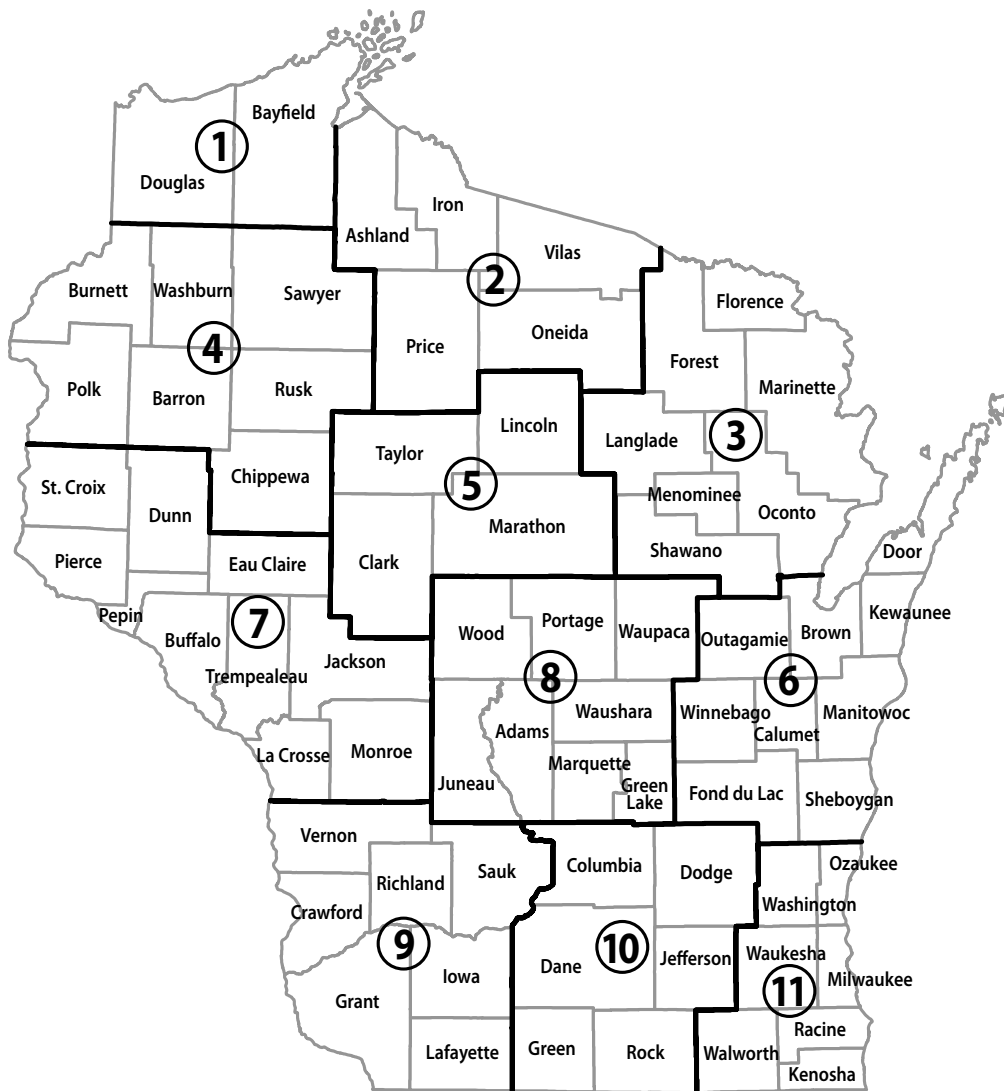 Bayfield
1
Douglas
Iron
Ashland
Vilas
2
Burnett
Washburn
Sawyer
Florence
Oneida
4
Price
Forest
Polk
Barron
Rusk
Marinette
Lincoln
Langlade
3
Taylor
Chippewa
5
St. Croix
Menominee
Dunn
Marathon
Oconto
Shawano
Door
Pierce
Eau Claire
Clark
Pepin
Kewaunee
7
Buffalo
Wood
Portage
Waupaca
Outagamie
Brown
Jackson
Trempealeau
8
6
Adams
Waushara
Winnebago
Manitowoc
Calumet
La Crosse
Monroe
Marquette
Juneau
Green
Lake
Fond du Lac
Sheboygan
Vernon
Sauk
Columbia
Dodge
Ozaukee
Richland
Crawford
Washington
9
10
Iowa
Dane
Jefferson
Waukesha
Milwaukee
Grant
11
Racine
Lafayette
Green
Rock
Walworth
Kenosha